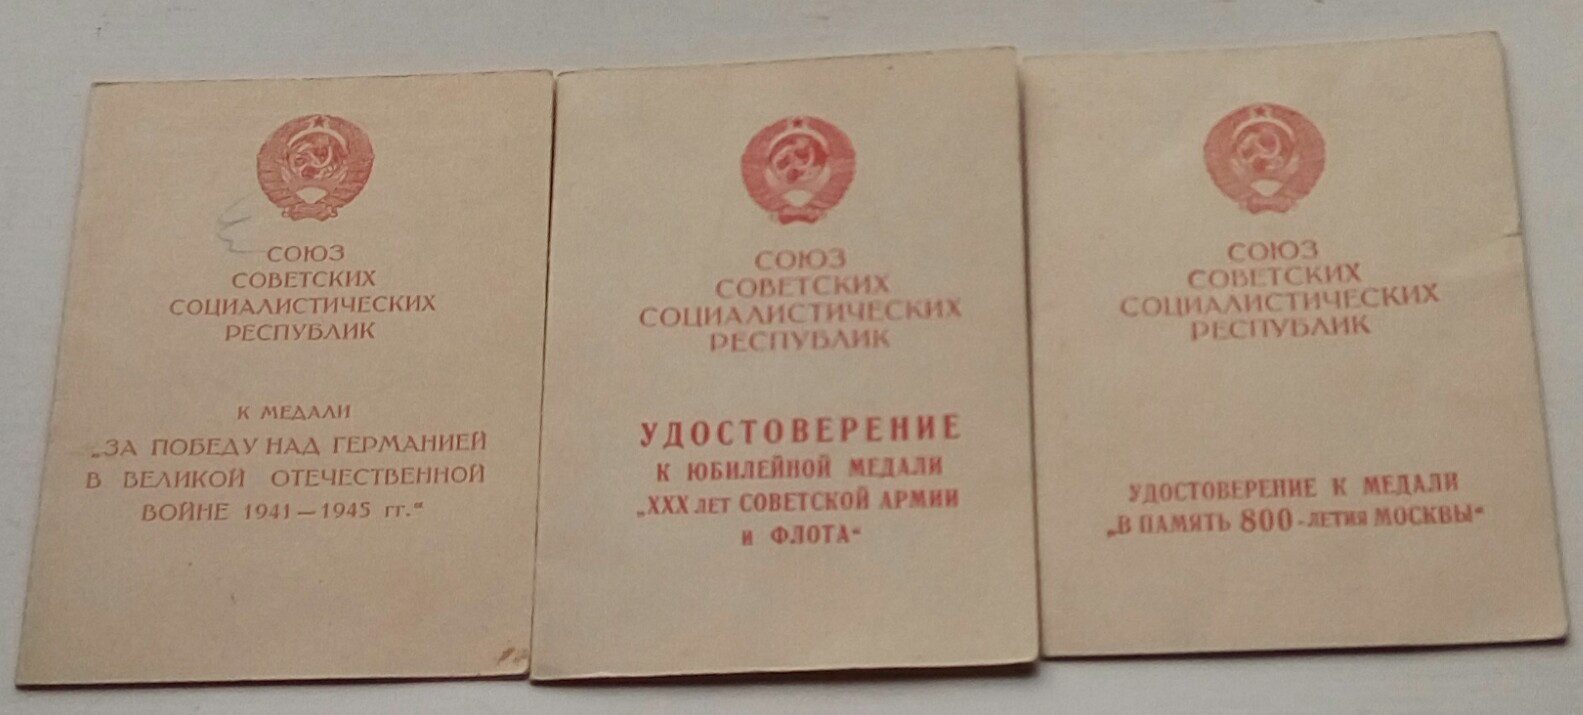 СОЮЗ
СОВЕТСКИХ
СОЦИАЛИСТИЧЕСКИХ
РЕСПУБЛИК
К МЕДАЛИ
„ЗА ПОБЕДУ НАД ГЕРМАНИЕЙ
В ВЕЛИКОЙ ОТЕЧЕСТВЕННОЙ
ВОЙНЕ 1941—1945 гг.“
СОЮЗ
СОВЕТСКИХ
СОЦИАЛИСТИЧЕСКИХ
РЕСПУБЛИК
УДОСТОВЕРЕНИЕ
К ЮБИЛЕЙНОЙ МЕДАЛИ
„XXX ЛЕТ СОВЕТСКОЙ АРМИИ
И ФЛОТА“
СОЮЗ
СОВЕТСКИХ
СОЦИАЛИСТИЧЕСКИХ
РЕСПУБЛИК
УДОСТОВЕРЕНИЕ К МЕДАЛИ
„В ПАМЯТЬ 800-ЛЕТИЯ МОСКВЫ“